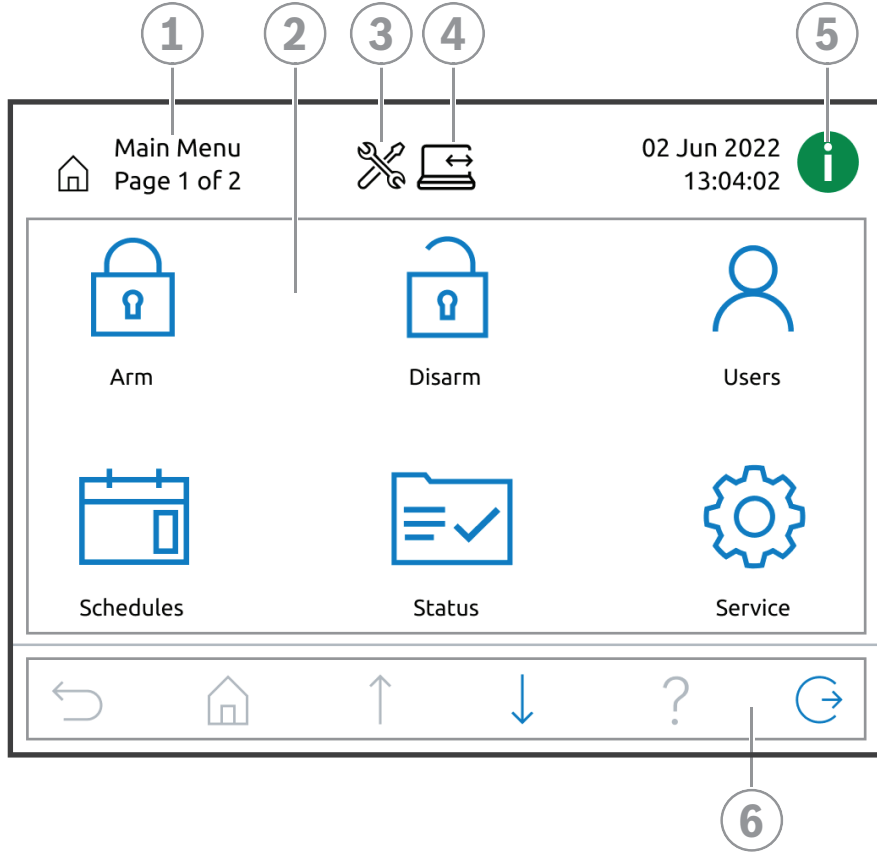 1 2 3 4 5
Main Menu
Page 1 of 2
02 Jun 2022
13:04:02
i
Arm Disarm Users
Schedules Status Service
?
6